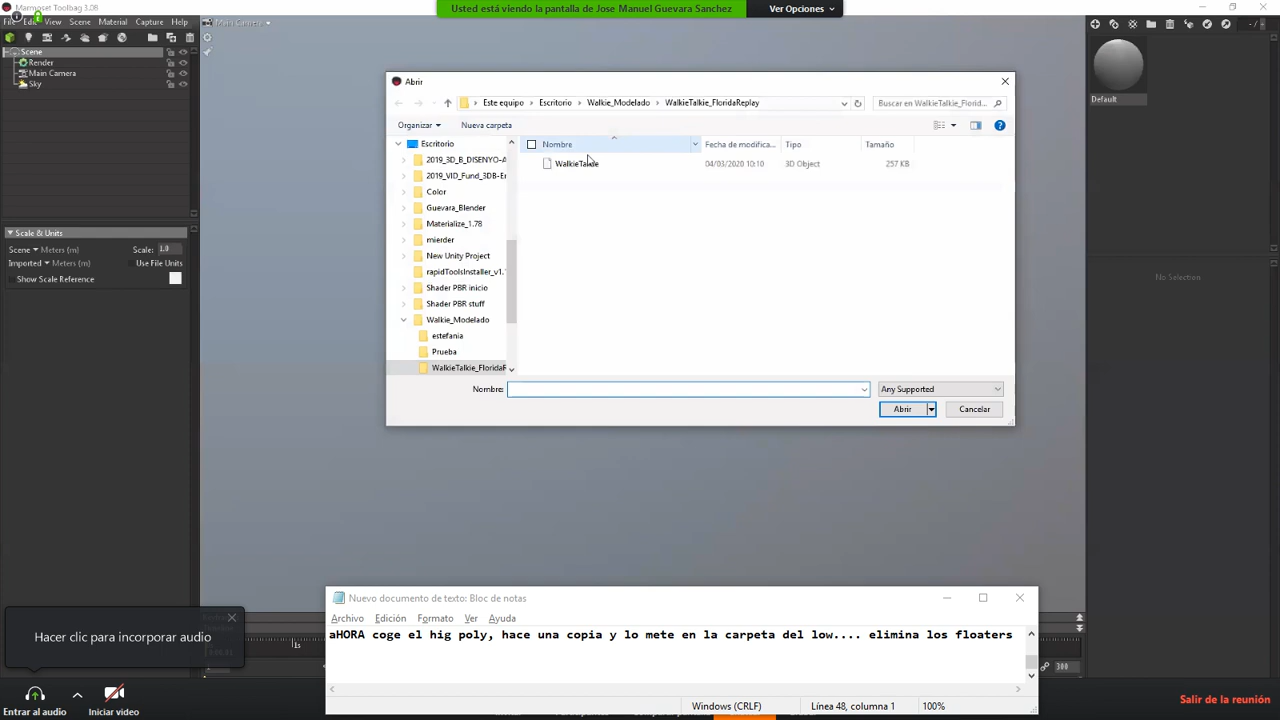 Marmoset Toolbag 3.08
Usted está viendo la pantalla de Jose Manuel Guevara Sanchez
Ver Opciones
File Edit Scene Material Capture Help
Main Camera
Scene
Render
Main Camera
Sky
Default
Scale & Units
Scene Meters (m) Scale: 1.0
Imported Meters (m) Use File Units
Show Scale Reference
No Selection
Abrir
Este equipo > Escritorio > Walkie_Modelado > WalkieTalkie_FloridaReplay
Buscar en WalkieTalkie_Florid...
Organizar Nueva carpeta
Nombre Fecha de modifica... Tipo Tamaño
WalkieTalkie 04/03/2020 10:10 3D Object 257 KB
Escritorio
2019_3D_B_DISENYO-A
2019_VID_Fund_3DB-E
Color
Guevara_Blender
Materialize_1.78
mierder
New Unity Project
rapidToolsInstaller_v1.
Shader PBR inicio
Shader PBR stuff
Walkie_Modelado
estefania
Prueba
WalkieTalkie_FloridaR
Nombre: Any Supported
Abrir Cancelar
Nuevo documento de texto: Bloc de notas
Archivo Edición Formato Ver Ayuda
aHORA coge el hig poly, hace una copia y lo mete en la carpeta del low.... elimina los floaters
Windows (CRLF) Línea 48, columna 1 100%
Hacer clic para incorporar audio
1s
300
Entrar al audio Iniciar video
Salir de la reunión